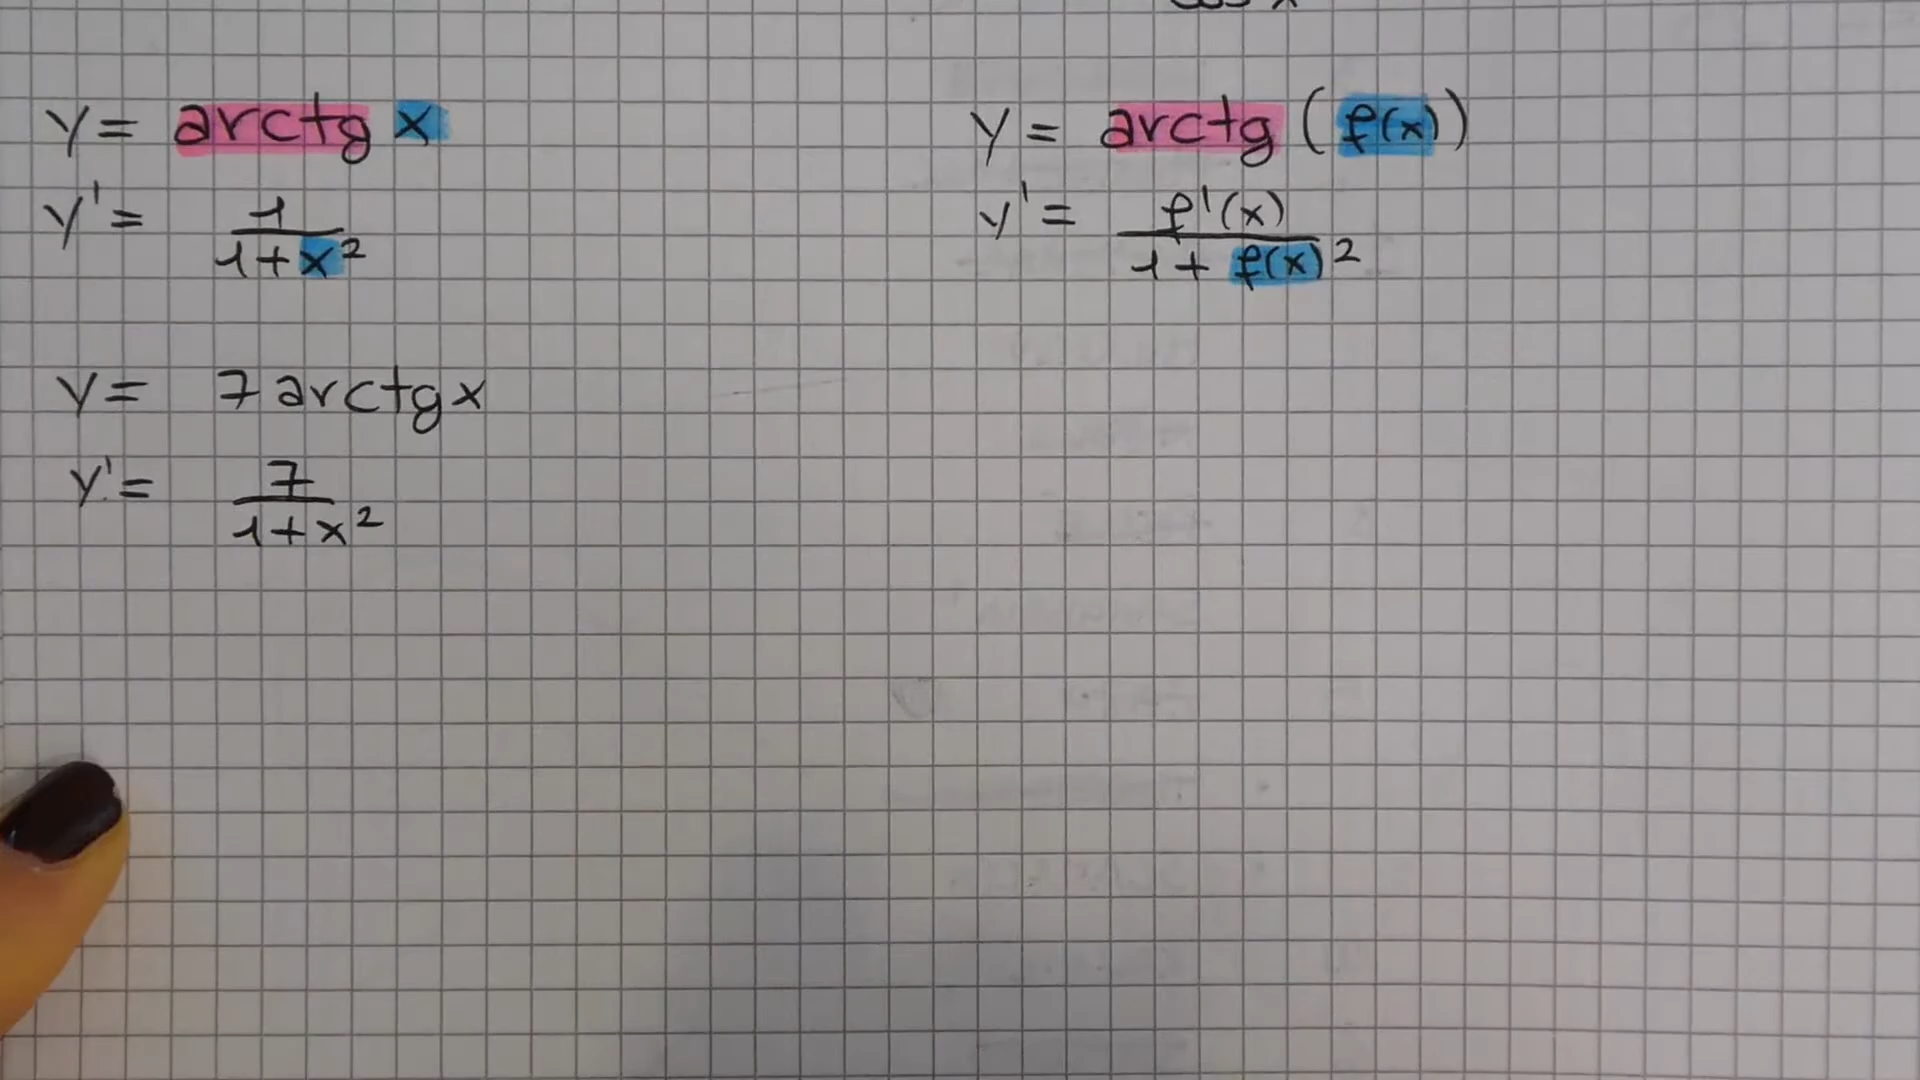 y = arctg x
y' = 1/(1+x²)
y = 7 arctg x
y' = 7/(1+x²)
y = arctg (f(x))
y' = f'(x)/(1+f(x)²)